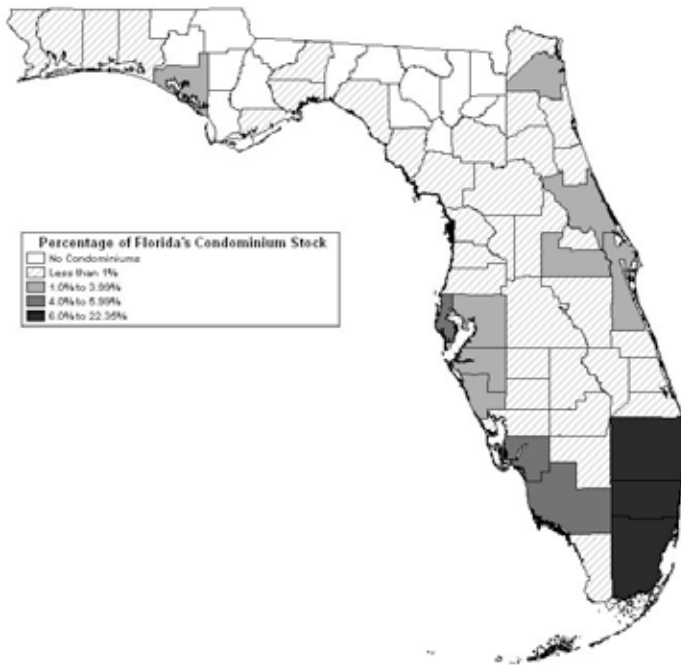 Percentage of Florida's Condominium Stock
No Condominiums
Less than 1%
1.0% to 3.99%
4.0% to 5.99%
6.0% to 22.35%